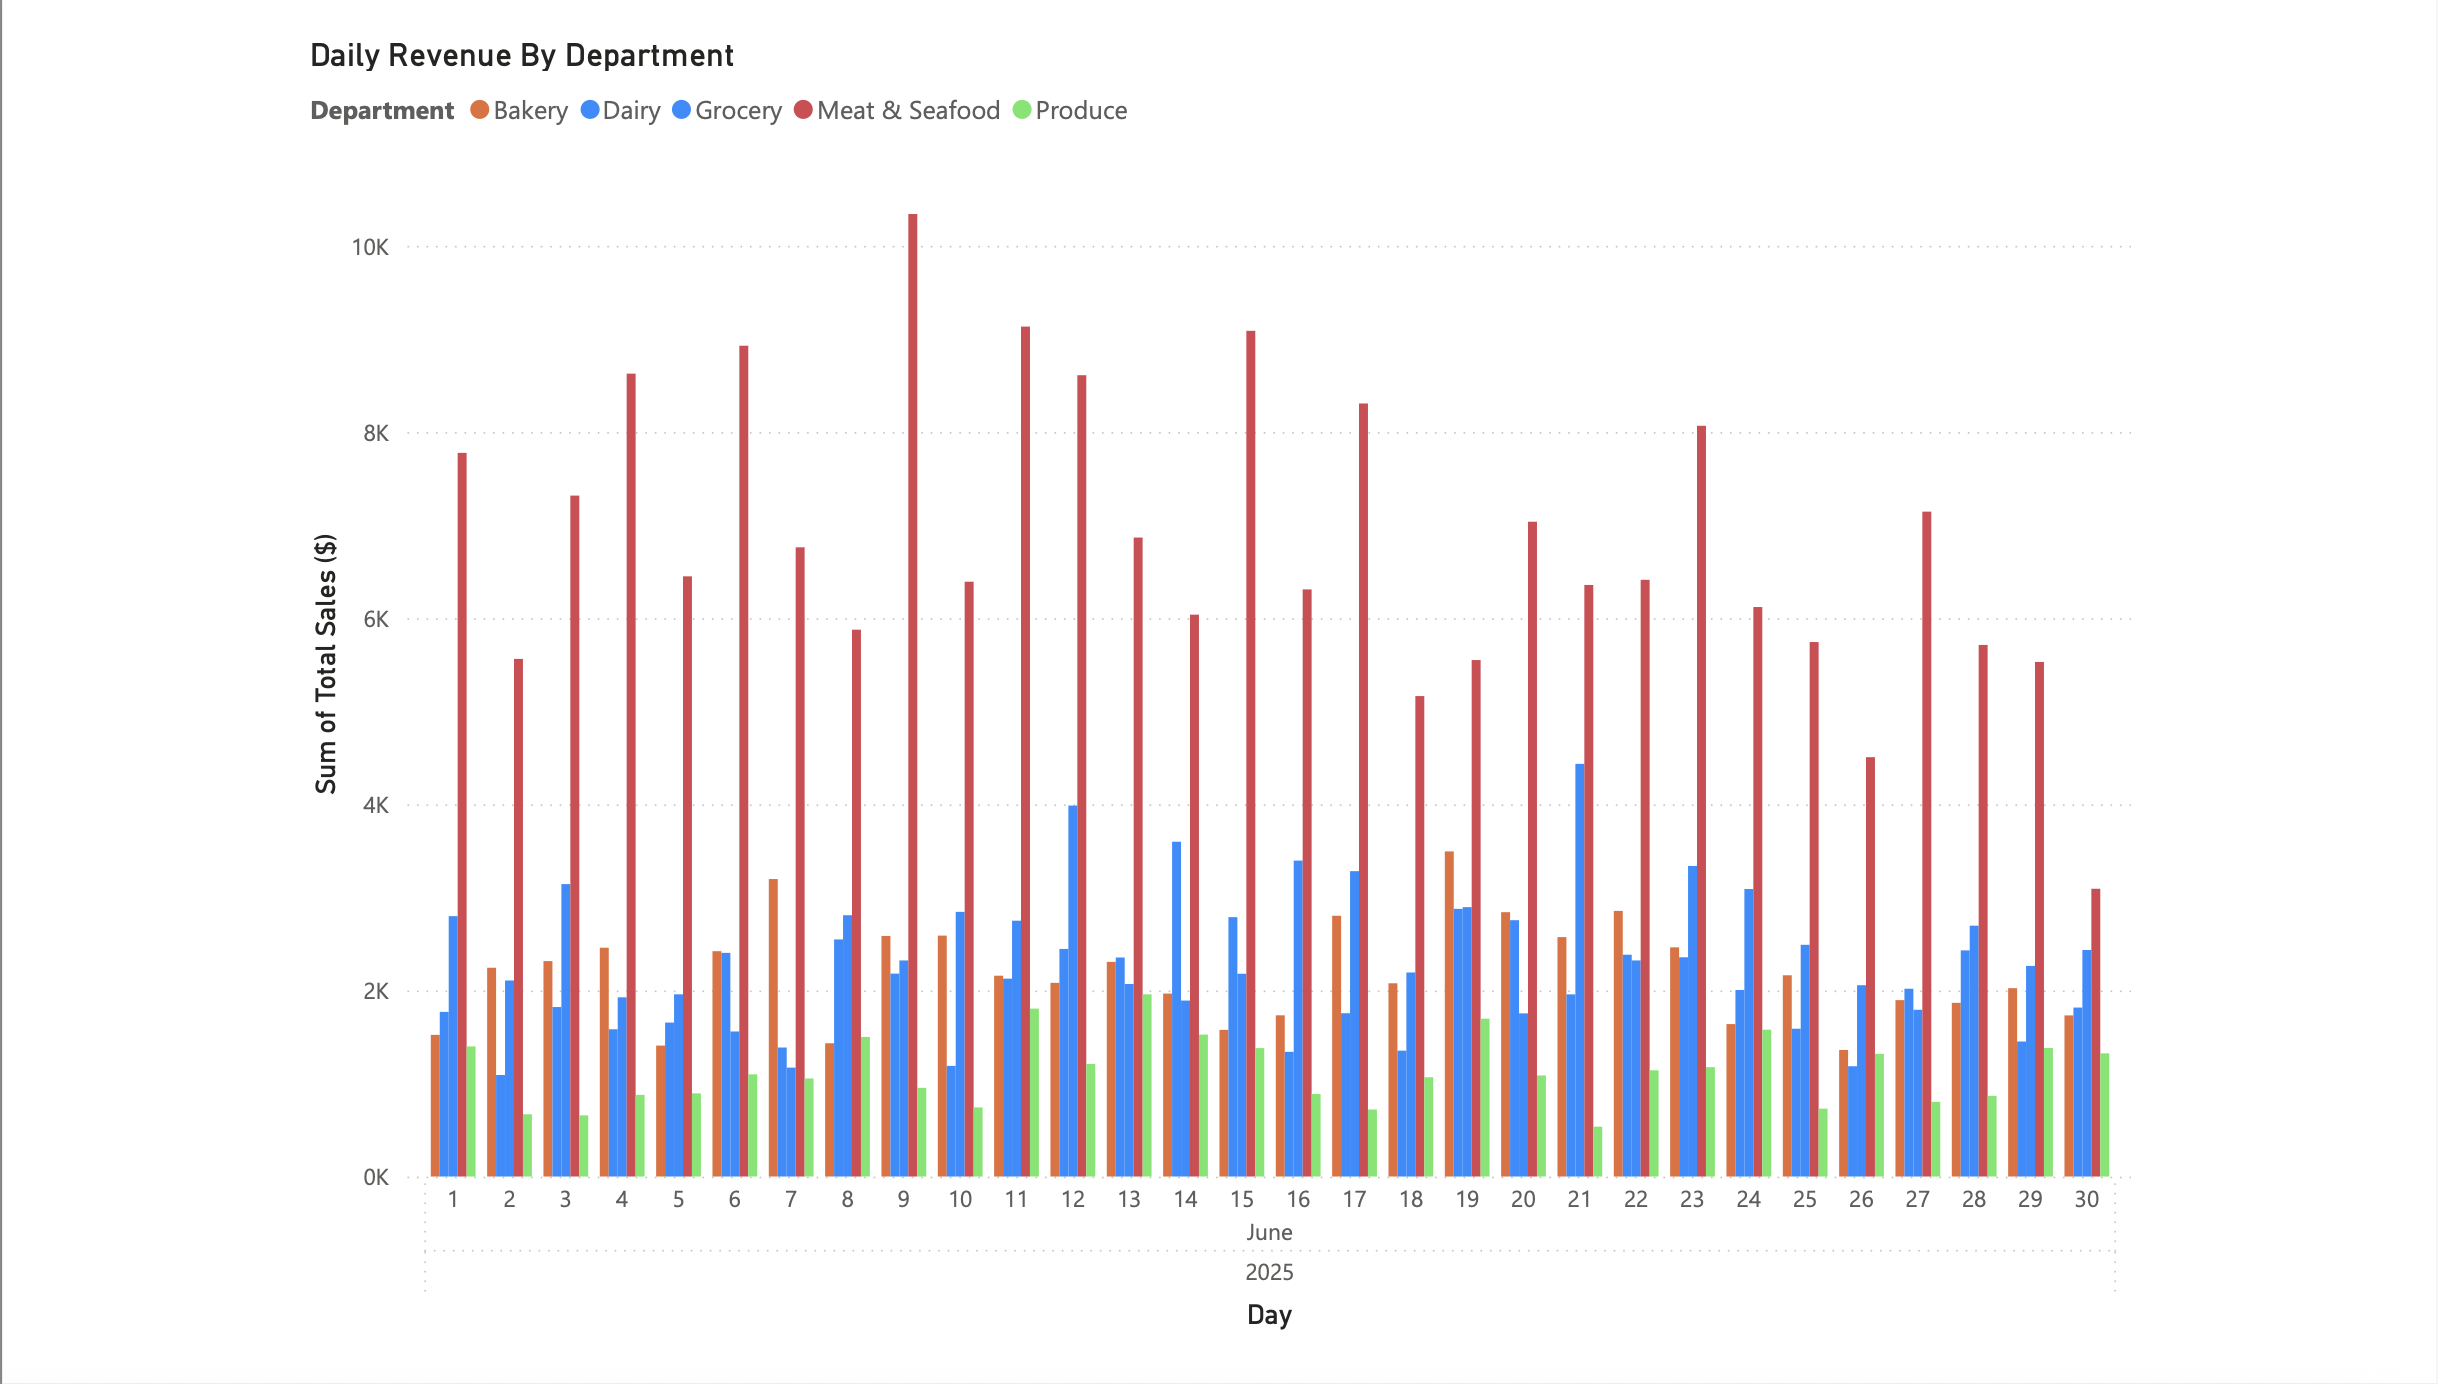 Daily Revenue By Department
Department Bakery Dairy Grocery Meat & Seafood Produce
10K
8K
6K
4K
2K
0K
Sum of Total Sales ($)
1 2 3 4 5 6 7 8 9 10 11 12 13 14 15 16 17 18 19 20 21 22 23 24 25 26 27 28 29 30
June
2025
Day